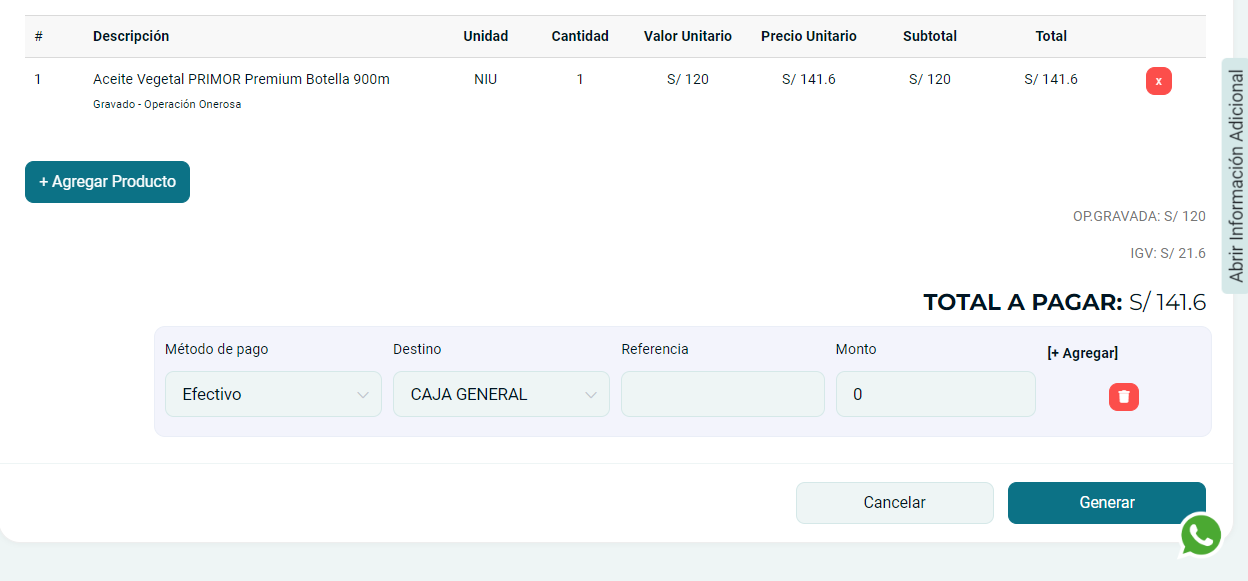 # Descripción Unidad Cantidad Valor Unitario Precio Unitario Subtotal Total
1 Aceite Vegetal PRIMOR Premium Botella 900m NIU 1 S/ 120 S/ 141.6 S/ 120 S/ 141.6 x
Gravado - Operación Onerosa
+ Agregar Producto
OP.GRAVADA: S/ 120
IGV: S/ 21.6
TOTAL A PAGAR: S/ 141.6
Método de pago Destino Referencia Monto [+ Agregar]
Efectivo CAJA GENERAL 0
Cancelar Generar
Abrir Información Adicional